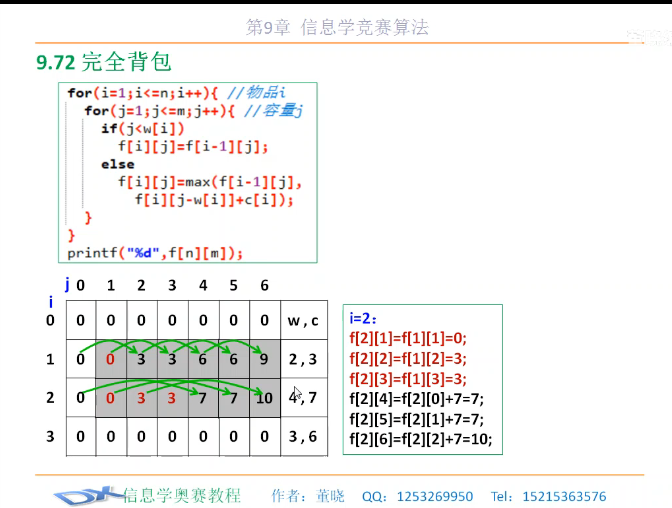 第9章 信息学竞赛算法
9.72 完全背包
for(i=1;i<=n;i++){ //物品i
for(j=1;j<=m;j++){ //容量j
if(j<w[i])
f[i][j]=f[i-1][j];
else
f[i][j]=max(f[i-1][j],
f[i][j-w[i]]+c[i]);
}
}
printf("%d",f[n][m]);
j 0 1 2 3 4 5 6
i
0 0 0 0 0 0 0 0 w,c
1 0 0 3 3 6 6 9 2,3
2 0 0 3 3 7 7 10 4,7
3 0 0 0 0 0 0 0 3,6
i=2:
f[2][1]=f[1][1]=0;
f[2][2]=f[1][2]=3;
f[2][3]=f[1][3]=3;
f[2][4]=f[2][0]+7=7;
f[2][5]=f[2][1]+7=7;
f[2][6]=f[2][2]+7=10;
信息学奥赛教程 作者：董晓 QQ：1253269950 Tel：15215363576